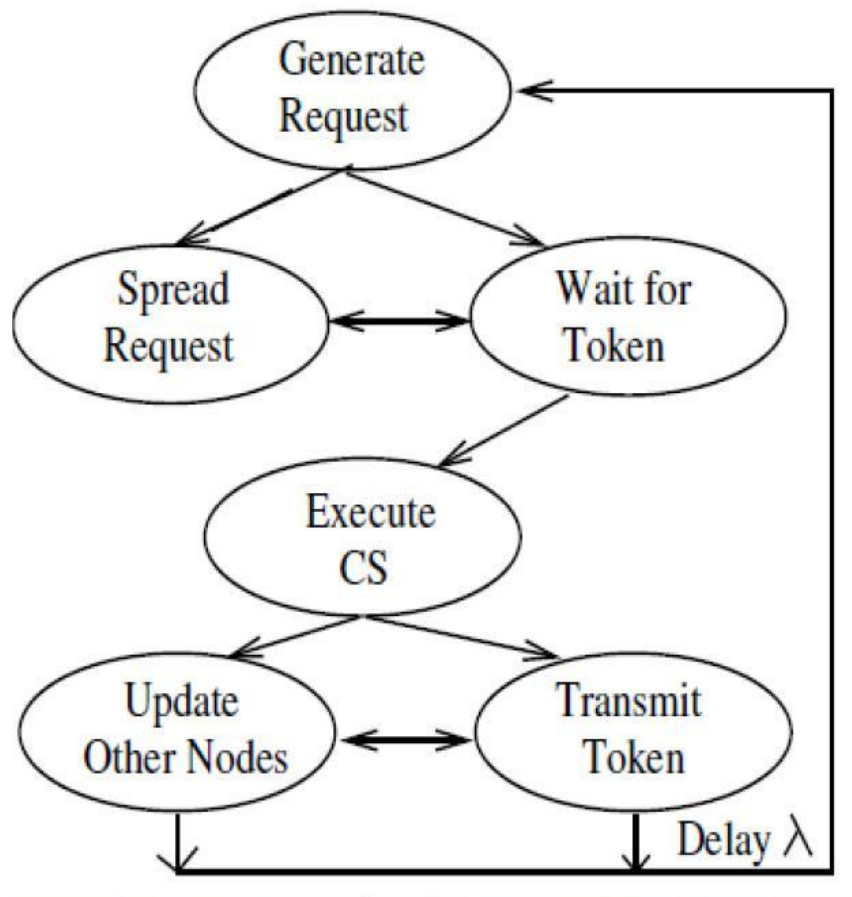 Generate
Request
Spread
Request
Wait for
Token
Execute
CS
Update
Other Nodes
Transmit
Token
Delay λ